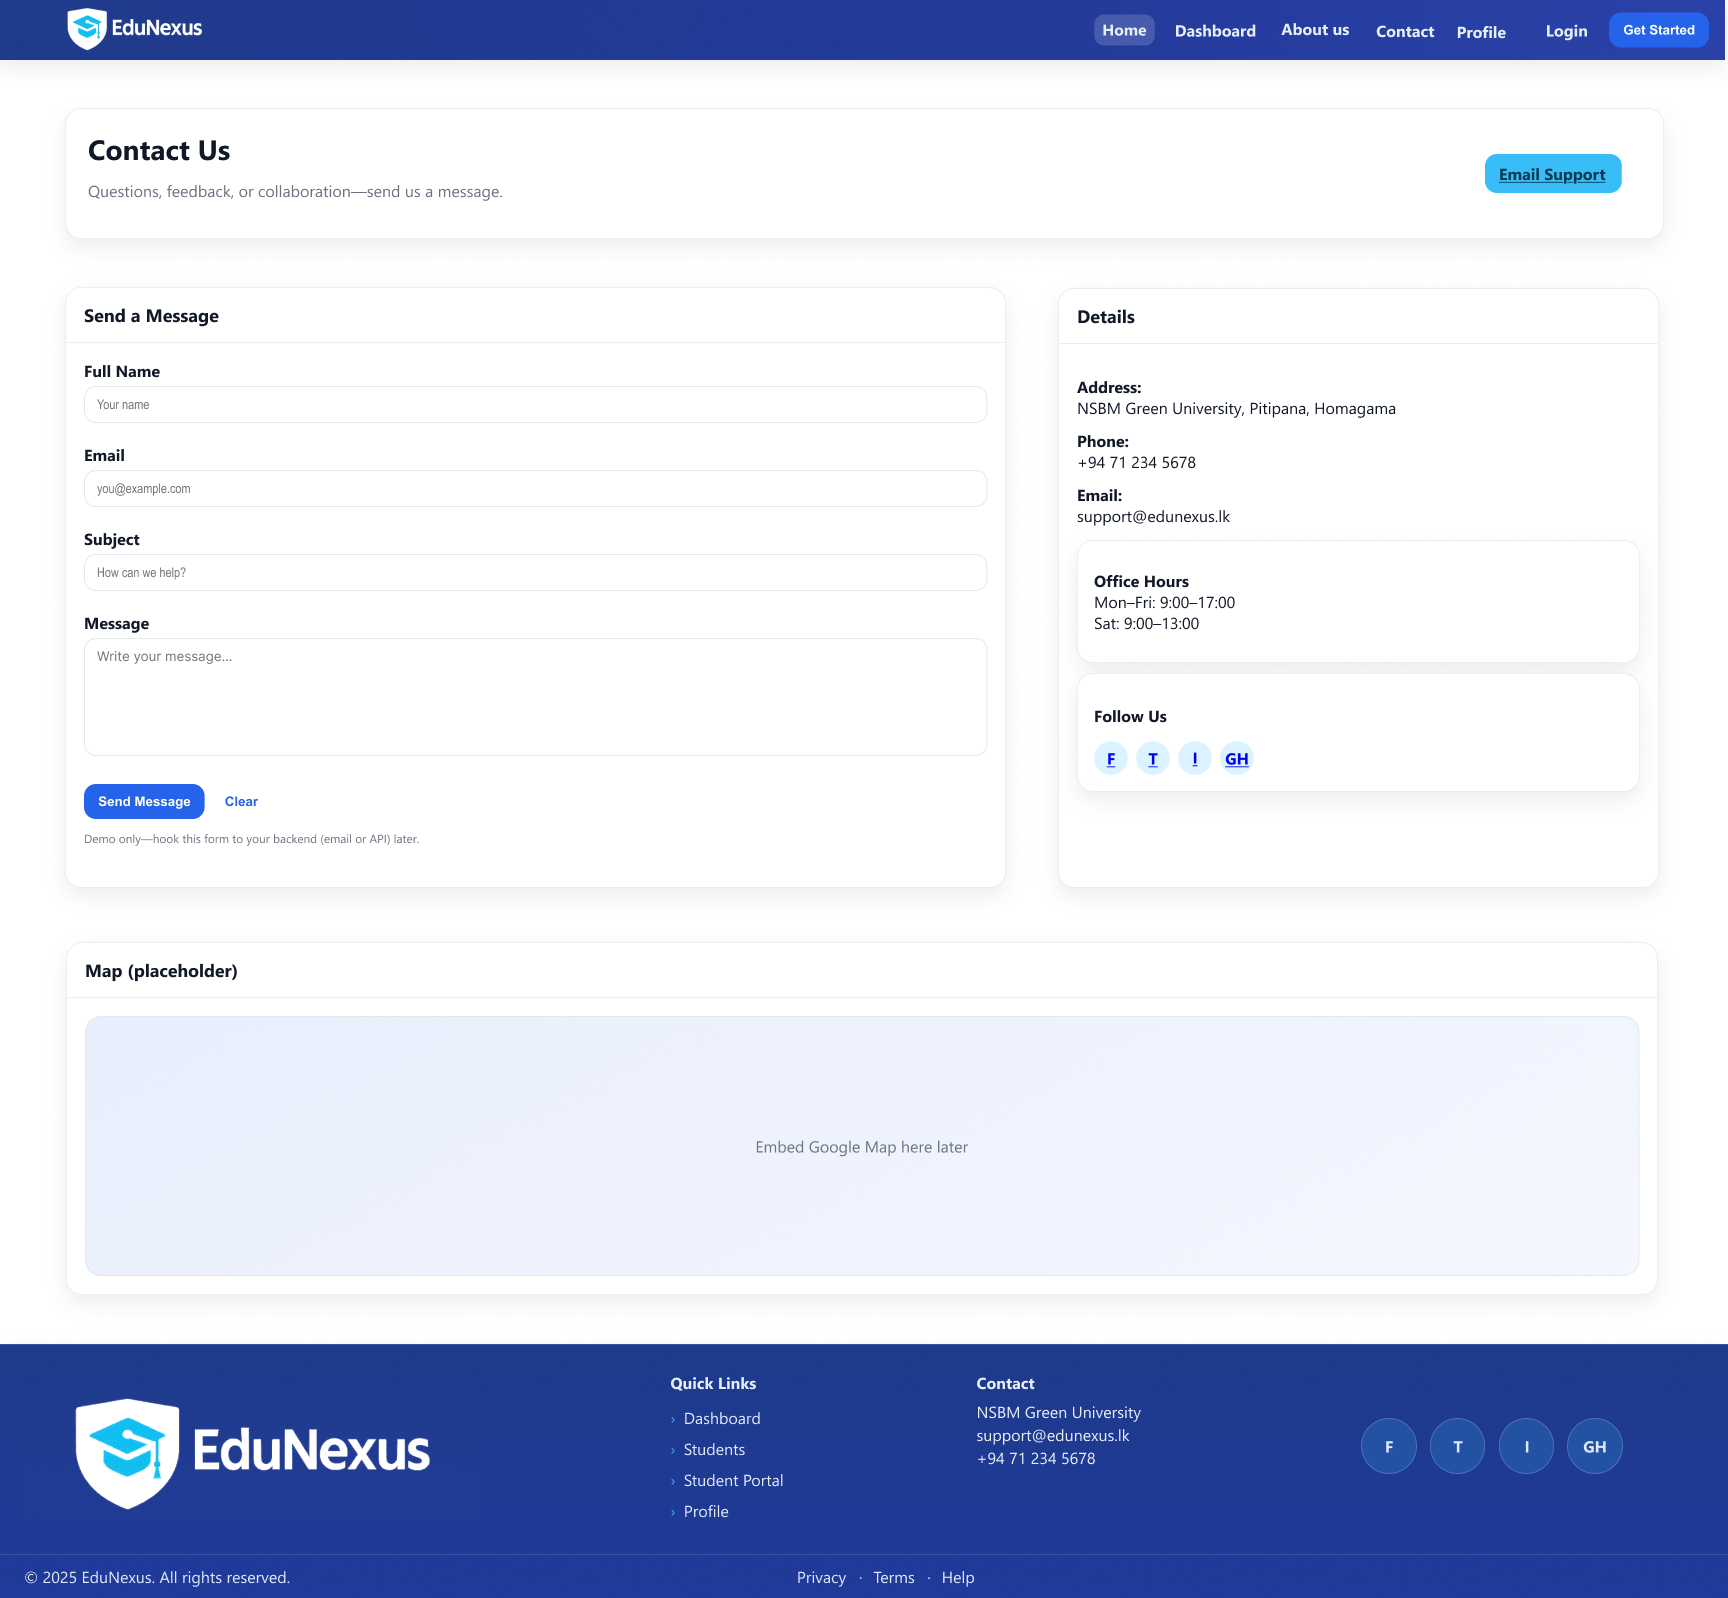 EduNexus
Home
Dashboard
About us
Contact
Profile
Login
Get Started
Contact Us
Questions, feedback, or collaboration—send us a message.
Email Support
Send a Message
Full Name
Your name
Email
you@example.com
Subject
How can we help?
Message
Write your message...
Send Message
Clear
Demo only—hook this form to your backend (email or API) later.
Details
Address:
NSBM Green University, Pitipana, Homagama
Phone:
+94 71 234 5678
Email:
support@edunexus.lk
Office Hours
Mon–Fri: 9:00–17:00
Sat: 9:00–13:00
Follow Us
F
T
I
GH
Map (placeholder)
Embed Google Map here later
EduNexus
Quick Links
› Dashboard
› Students
› Student Portal
› Profile
Contact
NSBM Green University
support@edunexus.lk
+94 71 234 5678
F
T
I
GH
© 2025 EduNexus. All rights reserved.
Privacy · Terms · Help